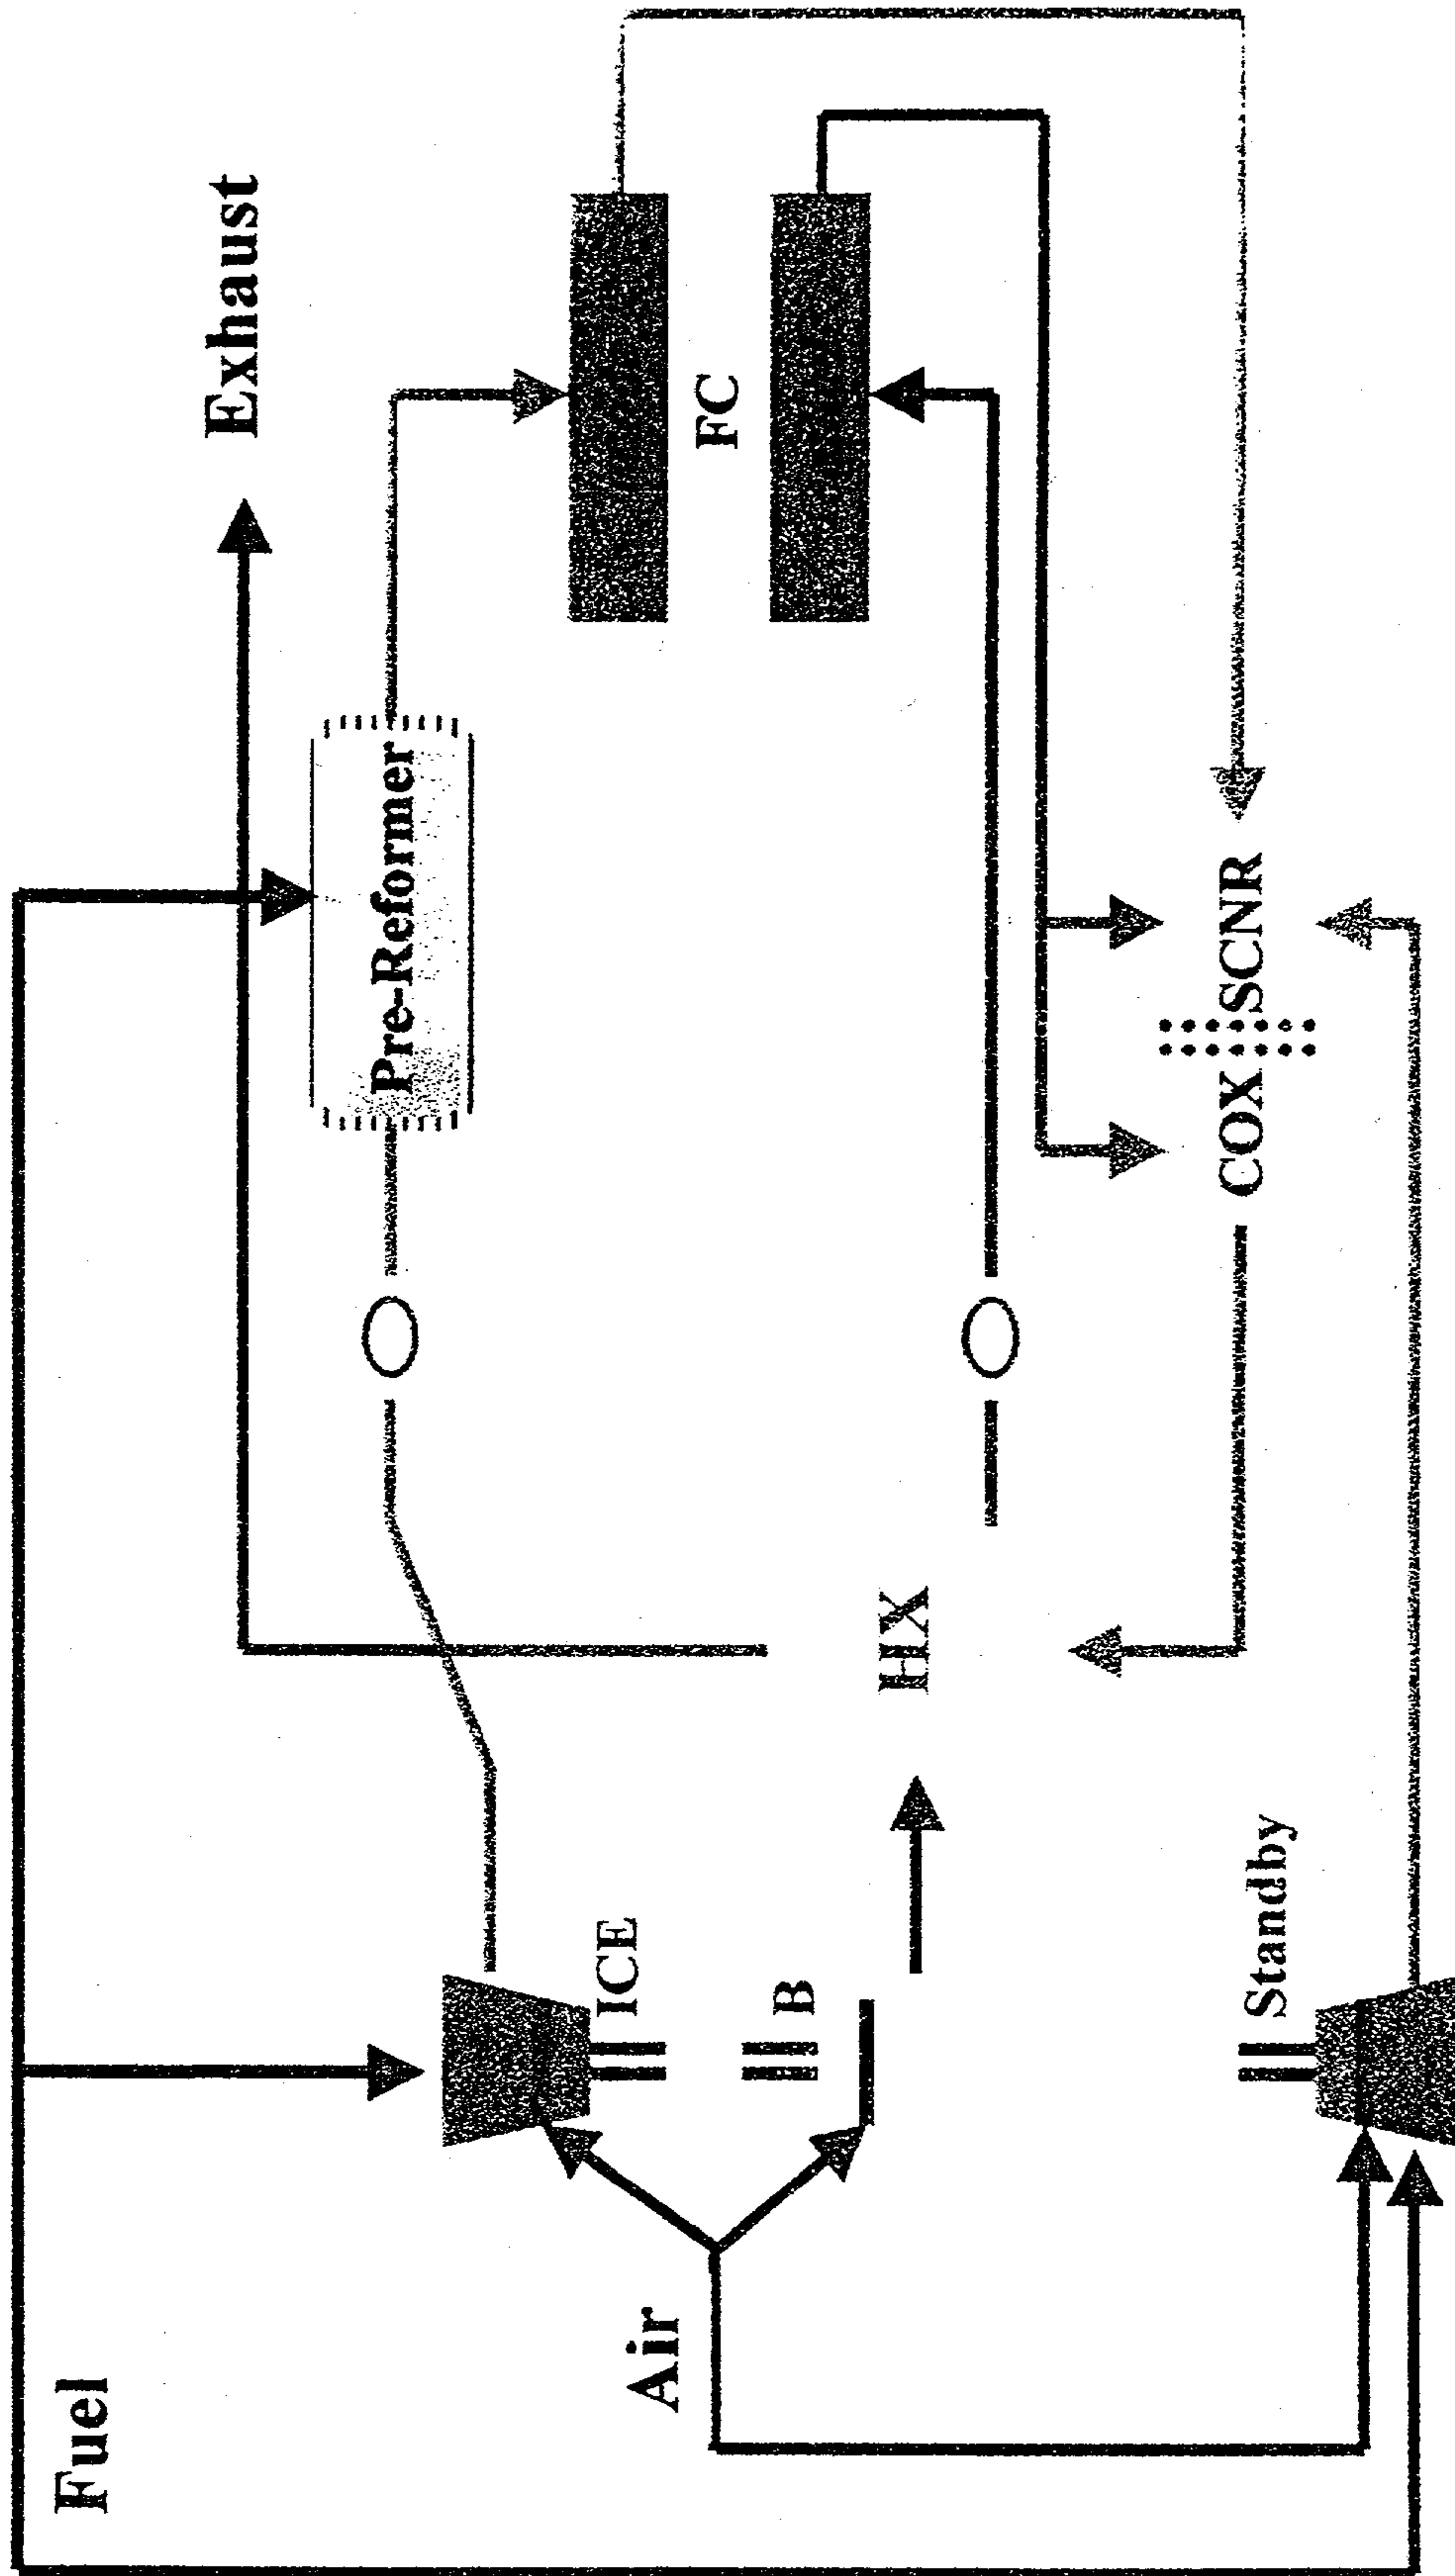 Fuel
Exhaust
Pre-Reformer
Air
ICE
B
HX
FC
Standby
COX
SCNR